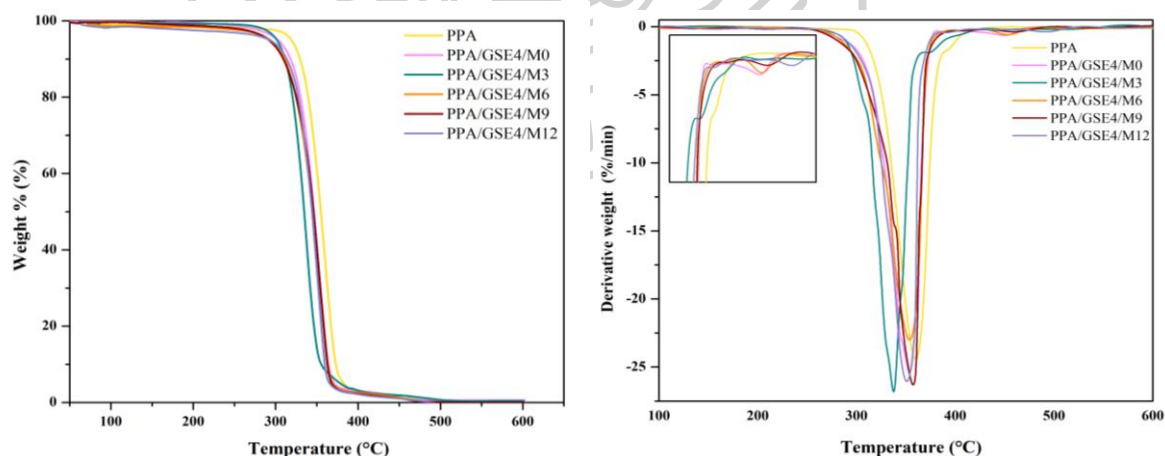 100
80
60
40
20
0
Weight % (%)
100
200
300
400
500
600
Temperature (°C)
PPA
PPA/GSE4/M0
PPA/GSE4/M3
PPA/GSE4/M6
PPA/GSE4/M9
PPA/GSE4/M12
0
-5
-10
-15
-20
-25
Derivative weight (%/min)
100
200
300
400
500
600
Temperature (°C)
PPA
PPA/GSE4/M0
PPA/GSE4/M3
PPA/GSE4/M6
PPA/GSE4/M9
PPA/GSE4/M12